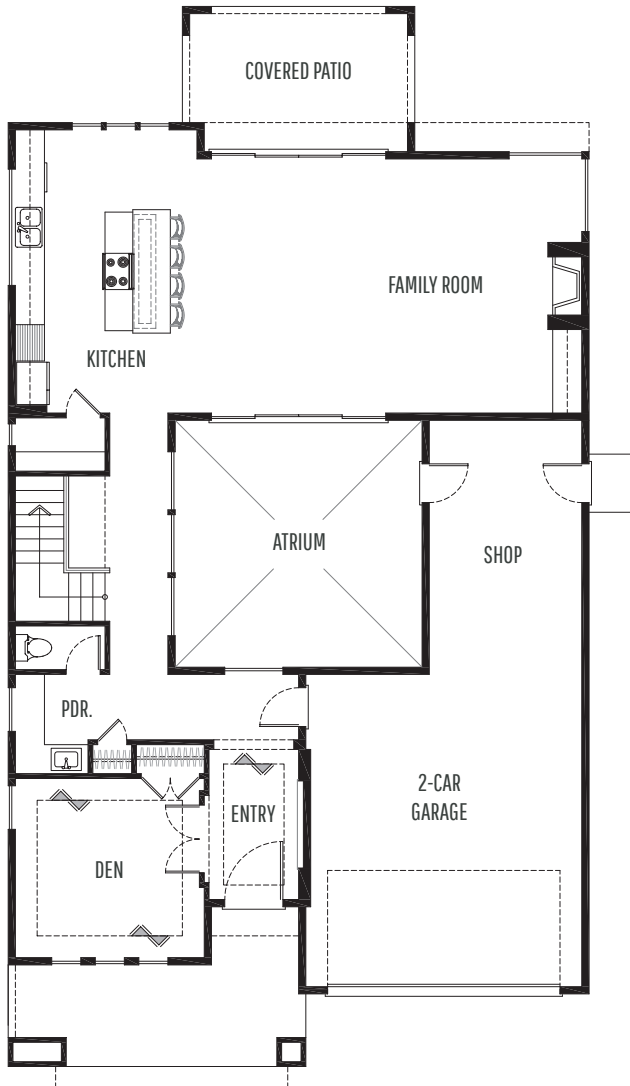 COVERED PATIO
FAMILY ROOM
KITCHEN
ATRIUM
SHOP
PDR.
2-CAR
GARAGE
ENTRY
DEN